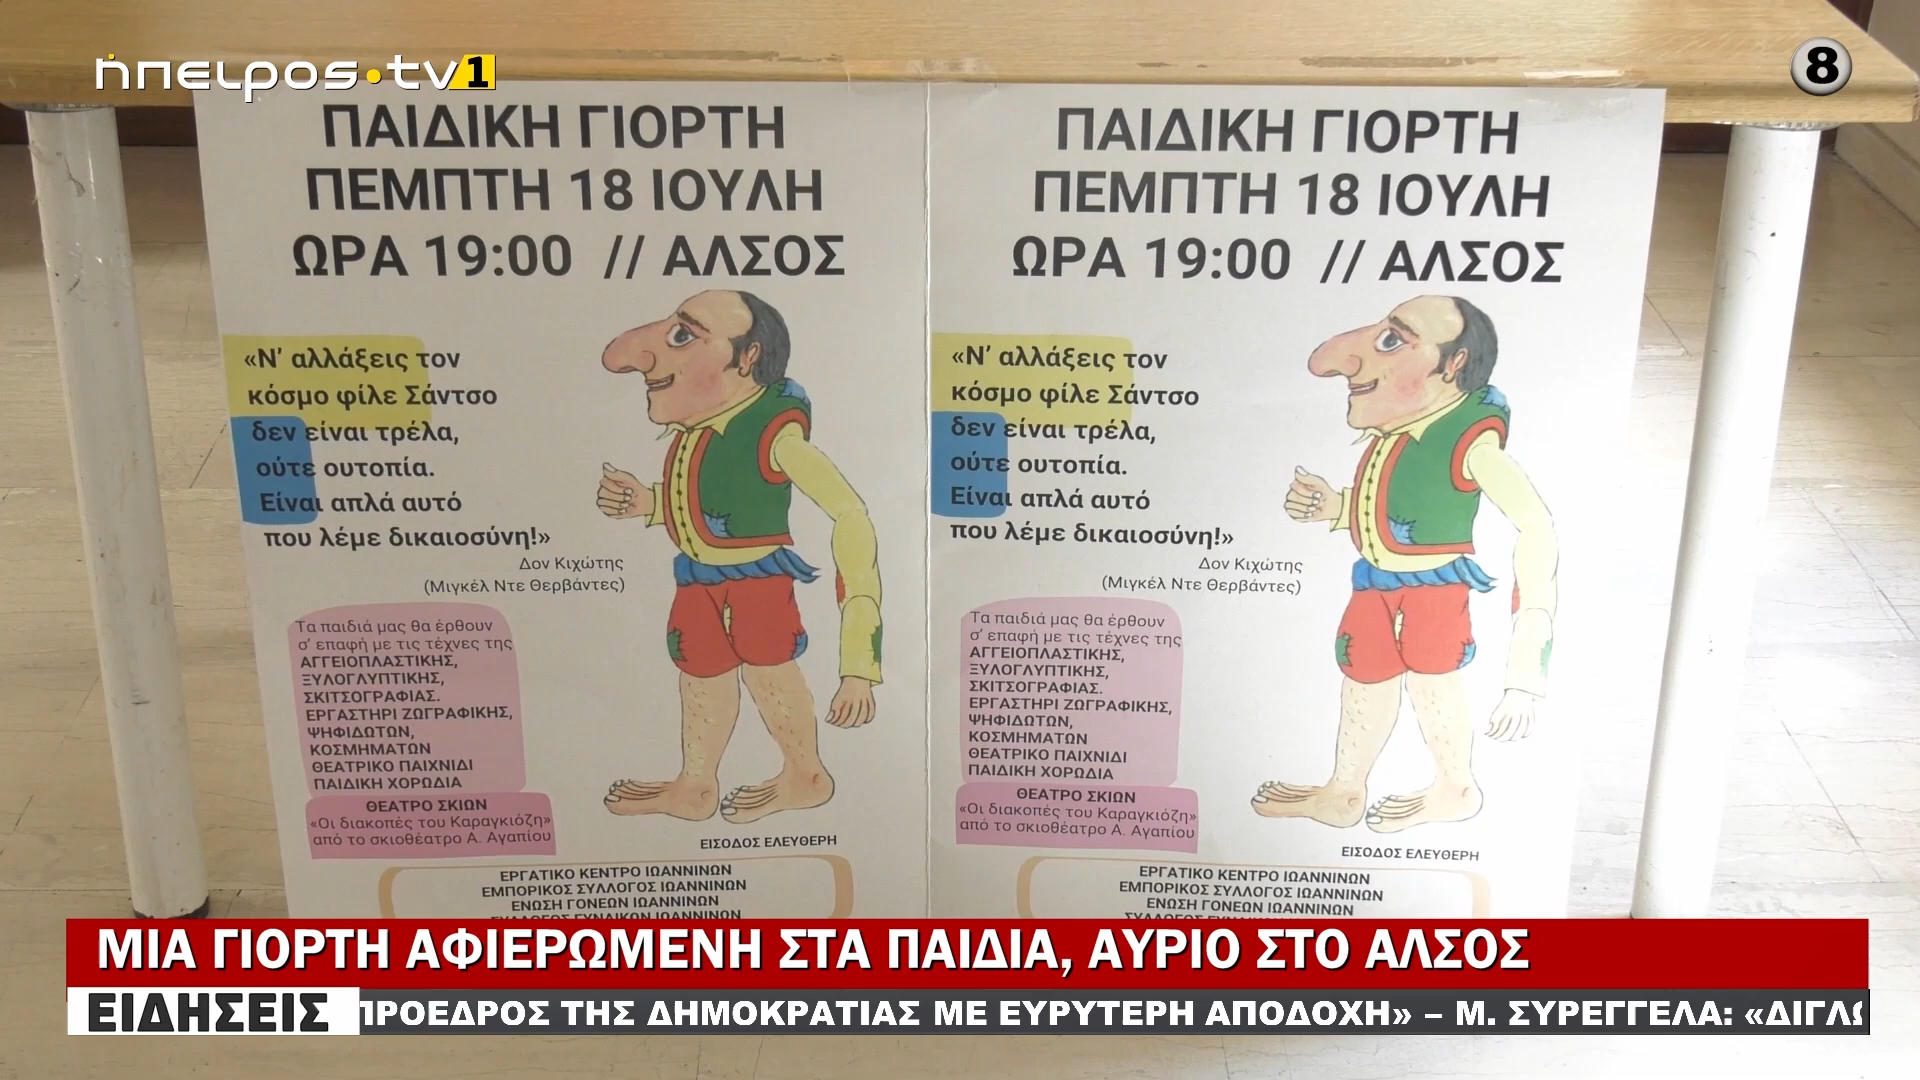 ήπειρος•tv1
8
ΠΑΙΔΙΚΗ ΓΙΟΡΤΗ
ΠΕΜΠΤΗ 18 ΙΟΥΛΗ
ΩΡΑ 19:00 // ΑΛΣΟΣ
«Ν' αλλάξεις τον
κόσμο φίλε Σάντσο
δεν είναι τρέλα,
ούτε ουτοπία.
Είναι απλά αυτό
που λέμε δικαιοσύνη!»
Δον Κιχώτης
(Μιγκέλ Ντε Θερβάντες)
Τα παιδιά μας θα έρθουν
σ' επαφή με τις τέχνες της
ΑΓΓΕΙΟΠΛΑΣΤΙΚΗΣ,
ΞΥΛΟΓΛΥΠΤΙΚΗΣ,
ΣΚΙΤΣΟΓΡΑΦΙΑΣ.
ΕΡΓΑΣΤΗΡΙ ΖΩΓΡΑΦΙΚΗΣ,
ΨΗΦΙΔΩΤΩΝ,
ΚΟΣΜΗΜΑΤΩΝ
ΘΕΑΤΡΙΚΟ ΠΑΙΧΝΙΔΙ
ΠΑΙΔΙΚΗ ΧΟΡΩΔΙΑ
ΘΕΑΤΡΟ ΣΚΙΩΝ
«Οι διακοπές του Καραγκιόζη»
από το σκιοθέατρο Α. Αγαπίου
ΕΙΣΟΔΟΣ ΕΛΕΥΘΕΡΗ
ΕΡΓΑΤΙΚΟ ΚΕΝΤΡΟ ΙΩΑΝΝΙΝΩΝ
ΕΜΠΟΡΙΚΟΣ ΣΥΛΛΟΓΟΣ ΙΩΑΝΝΙΝΩΝ
ΕΝΩΣΗ ΓΟΝΕΩΝ ΙΩΑΝΝΙΝΩΝ
ΣΥΛΛΟΓΟΣ ΓΥΝΑΙΚΩΝ ΙΩΑΝΝΙΝΩΝ
ΠΑΙΔΙΚΗ ΓΙΟΡΤΗ
ΠΕΜΠΤΗ 18 ΙΟΥΛΗ
ΩΡΑ 19:00 // ΑΛΣΟΣ
«Ν' αλλάξεις τον
κόσμο φίλε Σάντσο
δεν είναι τρέλα,
ούτε ουτοπία.
Είναι απλά αυτό
που λέμε δικαιοσύνη!»
Δον Κιχώτης
(Μιγκέλ Ντε Θερβάντες)
Τα παιδιά μας θα έρθουν
σ' επαφή με τις τέχνες της
ΑΓΓΕΙΟΠΛΑΣΤΙΚΗΣ,
ΞΥΛΟΓΛΥΠΤΙΚΗΣ,
ΣΚΙΤΣΟΓΡΑΦΙΑΣ.
ΕΡΓΑΣΤΗΡΙ ΖΩΓΡΑΦΙΚΗΣ,
ΨΗΦΙΔΩΤΩΝ,
ΚΟΣΜΗΜΑΤΩΝ
ΘΕΑΤΡΙΚΟ ΠΑΙΧΝΙΔΙ
ΠΑΙΔΙΚΗ ΧΟΡΩΔΙΑ
ΘΕΑΤΡΟ ΣΚΙΩΝ
«Οι διακοπές του Καραγκιόζη»
από το σκιοθέατρο Α. Αγαπίου
ΕΙΣΟΔΟΣ ΕΛΕΥΘΕΡΗ
ΕΡΓΑΤΙΚΟ ΚΕΝΤΡΟ ΙΩΑΝΝΙΝΩΝ
ΕΜΠΟΡΙΚΟΣ ΣΥΛΛΟΓΟΣ ΙΩΑΝΝΙΝΩΝ
ΕΝΩΣΗ ΓΟΝΕΩΝ ΙΩΑΝΝΙΝΩΝ
ΜΙΑ ΓΙΟΡΤΗ ΑΦΙΕΡΩΜΕΝΗ ΣΤΑ ΠΑΙΔΙΑ, ΑΥΡΙΟ ΣΤΟ ΑΛΣΟΣ
ΕΙΔΗΣΕΙΣ
ΠΡΟΕΔΡΟΣ ΤΗΣ ΔΗΜΟΚΡΑΤΙΑΣ ΜΕ ΕΥΡΥΤΕΡΗ ΑΠΟΔΟΧΗ» – Μ. ΣΥΡΕΓΓΕΛΑ: «ΔΙΓΛΩ